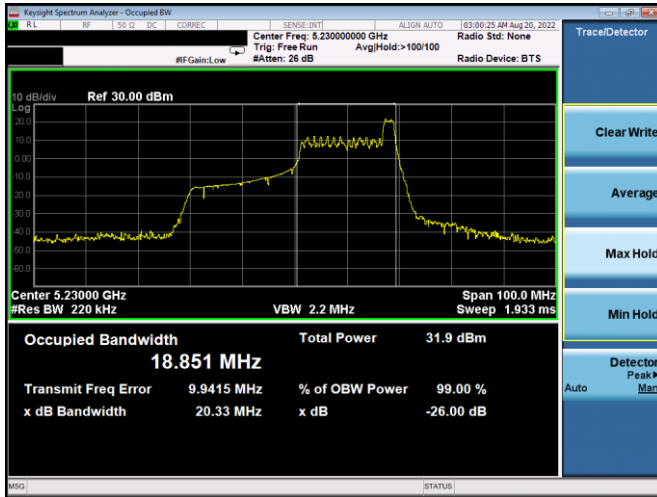 Keysight Spectrum Analyzer - Occupied BW
RL RF 50 Ω DC CORREC SENSE:INT ALIGN AUTO 03:00:25 AM Aug 20, 2022
Center Freq: 5.230000000 GHz Radio Std: None
Trig: Free Run Avg|Hold:>100/100
#IFGain:Low #Atten: 26 dB Radio Device: BTS
Trace/Detector
10 dB/div Ref 30.00 dBm
Log
20.0
10.0
0.00
-10.0
-20.0
-30.0
-40.0
-50.0
-60.0
Center 5.23000 GHz Span 100.0 MHz
#Res BW 220 kHz VBW 2.2 MHz Sweep 1.933 ms
Occupied Bandwidth Total Power 31.9 dBm
18.851 MHz
Transmit Freq Error 9.9415 MHz % of OBW Power 99.00 %
x dB Bandwidth 20.33 MHz x dB -26.00 dB
Clear Write
Average
Max Hold
Min Hold
Detector
Peak
Auto Man
MSG STATUS